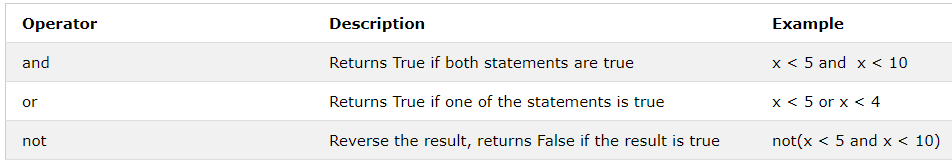 Operator Description Example
and Returns True if both statements are true x < 5 and  x < 10
or Returns True if one of the statements is true x < 5 or x < 4
not Reverse the result, returns False if the result is true not(x < 5 and x < 10)